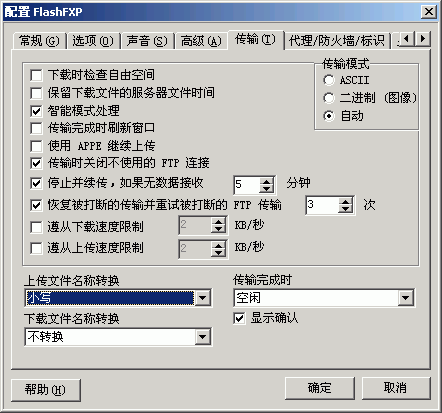 配置 FlashFXP
常规(G) 选项(O) 声音(S) 高级(A) 传输(T) 代理/防火墙/标识
下载时检查自由空间
保留下载文件的服务器文件时间
智能模式处理
传输完成时刷新窗口
使用 APPE 继续上传
传输时关闭不使用的 FTP 连接
停止并续传，如果无数据接收 5 分钟
恢复被打断的传输并重试被打断的 FTP 传输 3 次
遵从下载速度限制 2 KB/秒
遵从上传速度限制 2 KB/秒
传输模式
ASCII
二进制 (图像)
自动
上传文件名称转换
小写
下载文件名称转换
不转换
传输完成时
空闲
显示确认
帮助(H) 确定 取消